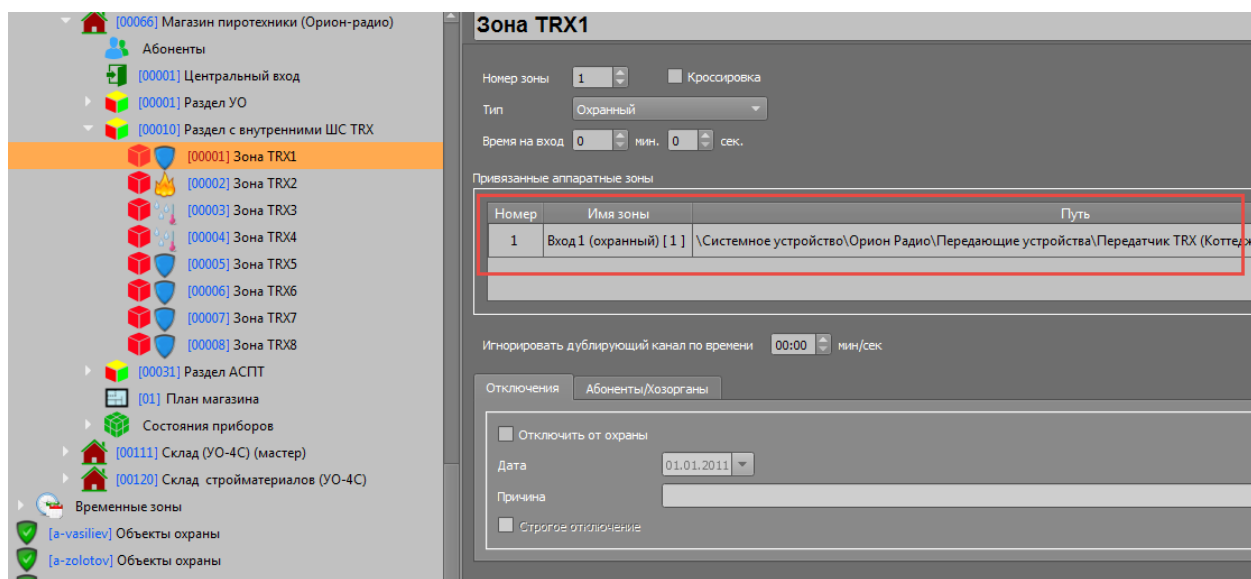 [00066] Магазин пиротехники (Орион-радио)
Абоненты
[00001] Центральный вход
[00001] Раздел УО
[00010] Раздел с внутренними ШС TRX
[00001] Зона TRX1
[00002] Зона TRX2
[00003] Зона TRX3
[00004] Зона TRX4
[00005] Зона TRX5
[00006] Зона TRX6
[00007] Зона TRX7
[00008] Зона TRX8
[00031] Раздел АСПТ
[01] План магазина
Состояния приборов
[00111] Склад (УО-4С) (мастер)
[00120] Склад стройматериалов (УО-4С)
Временные зоны
[a-vasiliev] Объекты охраны
[a-zolotov] Объекты охраны
Зона TRX1
Номер зоны 1 Кроссировка
Тип Охранный
Время на вход 0 мин. 0 сек.
Привязанные аппаратные зоны
Номер Имя зоны Путь
1 Вход1 (охранный) [ 1 ] \Системное устройство\Орион Радио\Передающие устройства\Передатчик TRX (Коттедж
Игнорировать дублирующий канал по времени 00:00 мин/сек
Отключения Абоненты/Хозорганы
Отключить от охраны
Дата 01.01.2011
Причина
Строгое отключение